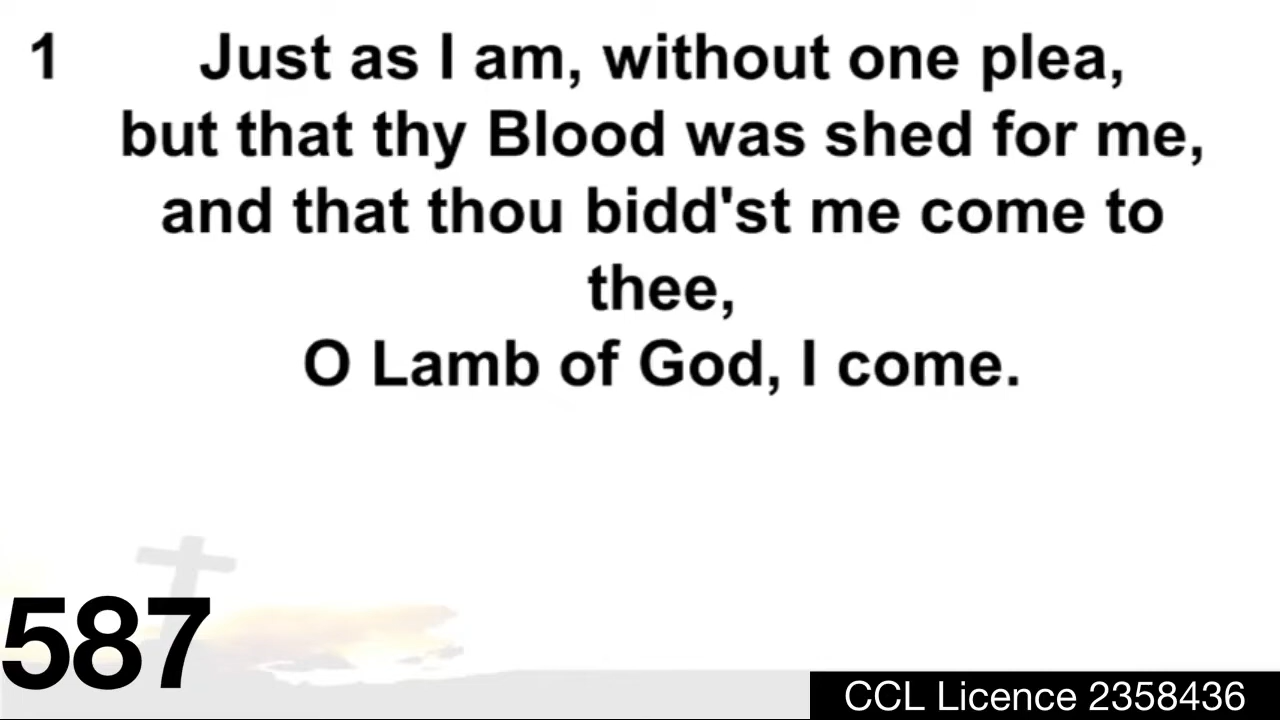 1 Just as I am, without one plea,
but that thy Blood was shed for me,
and that thou bidd'st me come to
thee,
O Lamb of God, I come.
587
CCL Licence 2358436